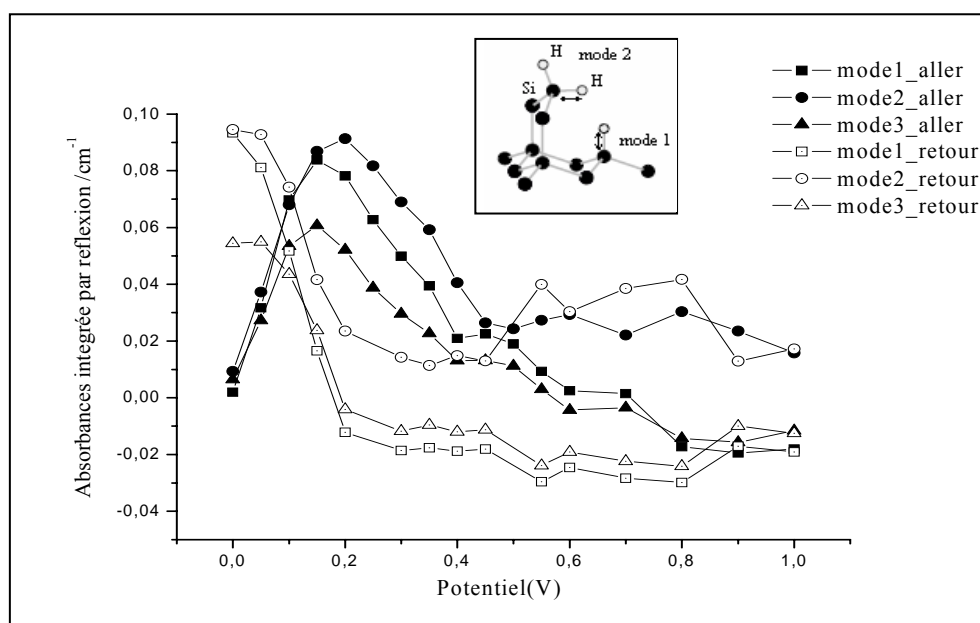 H
mode 2
H
Si
mode 1
mode1_aller
mode2_aller
mode3_aller
mode1_retour
mode2_retour
mode3_retour
Absorbances integrée par reflexion /cm-1
0,10
0,08
0,06
0,04
0,02
0,00
-0,02
-0,04
0,0 0,2 0,4 0,6 0,8 1,0
Potentiel(V)